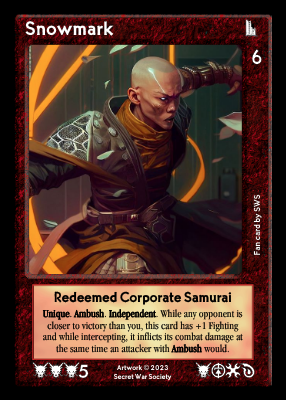 Snowmark
6
Fan card by SWS
Redeemed Corporate Samurai
Unique. Ambush. Independent. While any opponent is
closer to victory than you, this card has +1 Fighting
and while intercepting, it inflicts its combat damage at
the same time an attacker with Ambush would.
5
Artwork © 2023
Secret War Society